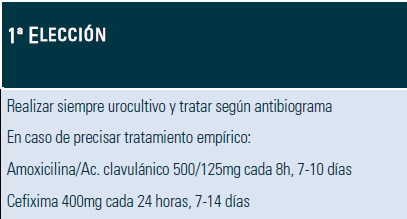 1ª ELECCIÓN
Realizar siempre urocultivo y tratar según antibiograma
En caso de precisar tratamiento empírico:
Amoxicilina/Ac. clavulánico 500/125mg cada 8h, 7-10 días
Cefixima 400mg cada 24 horas, 7-14 días